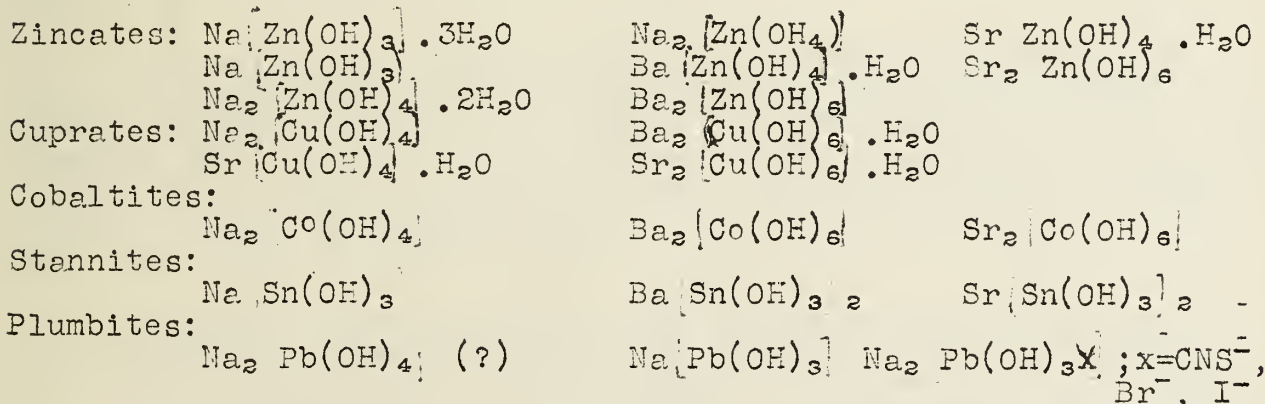 Zincates: Na[Zn(OH)₃].3H₂O Na₂[Zn(OH₄)] Sr Zn(OH)₄ .H₂O
Na[Zn(OH)₃] Ba[Zn(OH)₄].H₂O Sr₂ Zn(OH)₆
Na₂[Zn(OH)₄].2H₂O Ba₂[Zn(OH)₆]
Cuprates: Na₂[Cu(OH)₄] Ba₂[Cu(OH)₆].H₂O
Sr[Cu(OH)₄].H₂O Sr₂[Cu(OH)₆].H₂O
Cobaltites:
Na₂ Co(OH)₄] Ba₂[Co(OH)₆] Sr₂[Co(OH)₆]
Stannites:
Na[Sn(OH)₃ Ba[Sn(OH)₃ ₂ Sr[Sn(OH)₃]₂
Plumbites:
Na₂ Pb(OH)₄] (?) Na[Pb(OH)₃] Na₂ Pb(OH)₃X] ;x=CNS⁻,
Br⁻, I⁻